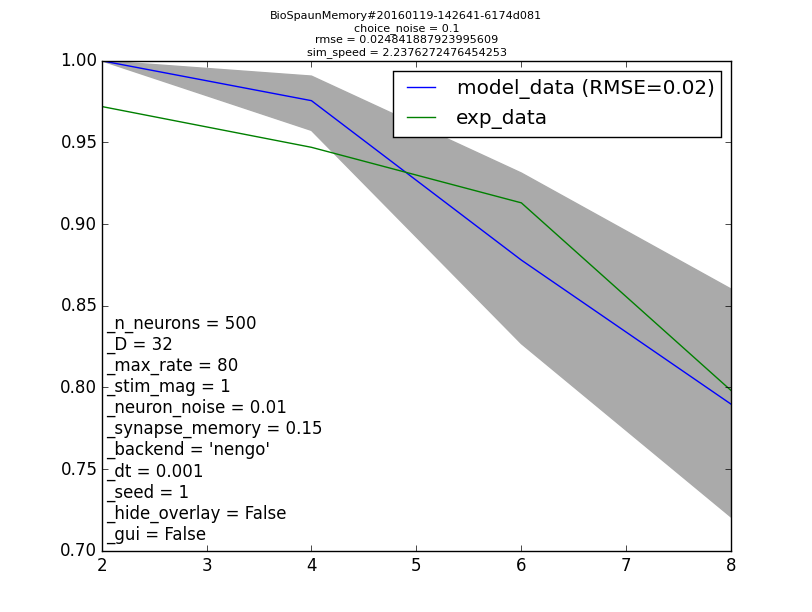 BioSpaunMemory#20160119-142641-6174d081
choice_noise = 0.1
rmse = 0.024841887923995609
sim_speed = 2.2376272476454253
1.00
0.95
0.90
0.85
0.80
0.75
0.70
model_data (RMSE=0.02)
exp_data
_n_neurons = 500
_D = 32
_max_rate = 80
_stim_mag = 1
_neuron_noise = 0.01
_synapse_memory = 0.15
_backend = 'nengo'
_dt = 0.001
_seed = 1
_hide_overlay = False
_gui = False
2 3 4 5 6 7 8